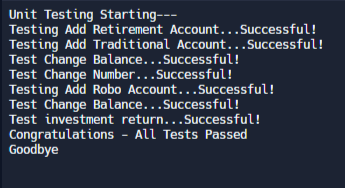 Unit Testing Starting---
Testing Add Retirement Account...Successful!
Testing Add Traditional Account...Successful!
Test Change Balance...Successful!
Test Change Number...Successful!
Testing Add Robo Account...Successful!
Test Change Balance...Successful!
Test investment return...Successful!
Congratulations - All Tests Passed
Goodbye